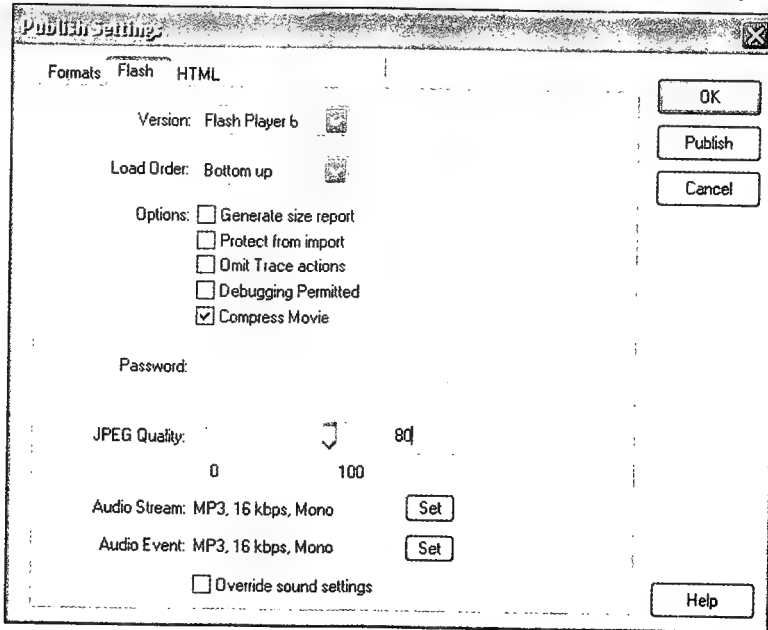 Publish Settings
Formats Flash HTML
OK
Version: Flash Player 6
Publish
Load Order: Bottom up
Cancel
Options: Generate size report
Protect from import
Omit Trace actions
Debugging Permitted
Compress Movie
Password:
JPEG Quality: 80
0 100
Audio Stream: MP3, 16 kbps, Mono Set
Audio Event: MP3, 16 kbps, Mono Set
Override sound settings
Help